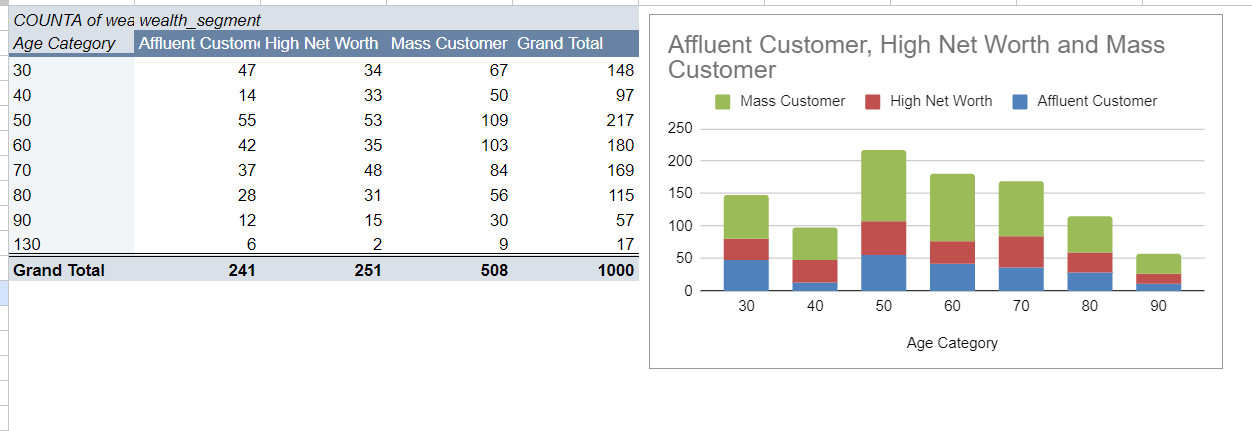 COUNTA of wea wealth_segment
Age Category Affluent Custom High Net Worth Mass Customer Grand Total
30 47 34 67 148
40 14 33 50 97
50 55 53 109 217
60 42 35 103 180
70 37 48 84 169
80 28 31 56 115
90 12 15 30 57
130 6 2 9 17
Grand Total 241 251 508 1000
Affluent Customer, High Net Worth and Mass
Customer
Mass Customer High Net Worth Affluent Customer
250
200
150
100
50
0
30 40 50 60 70 80 90
Age Category